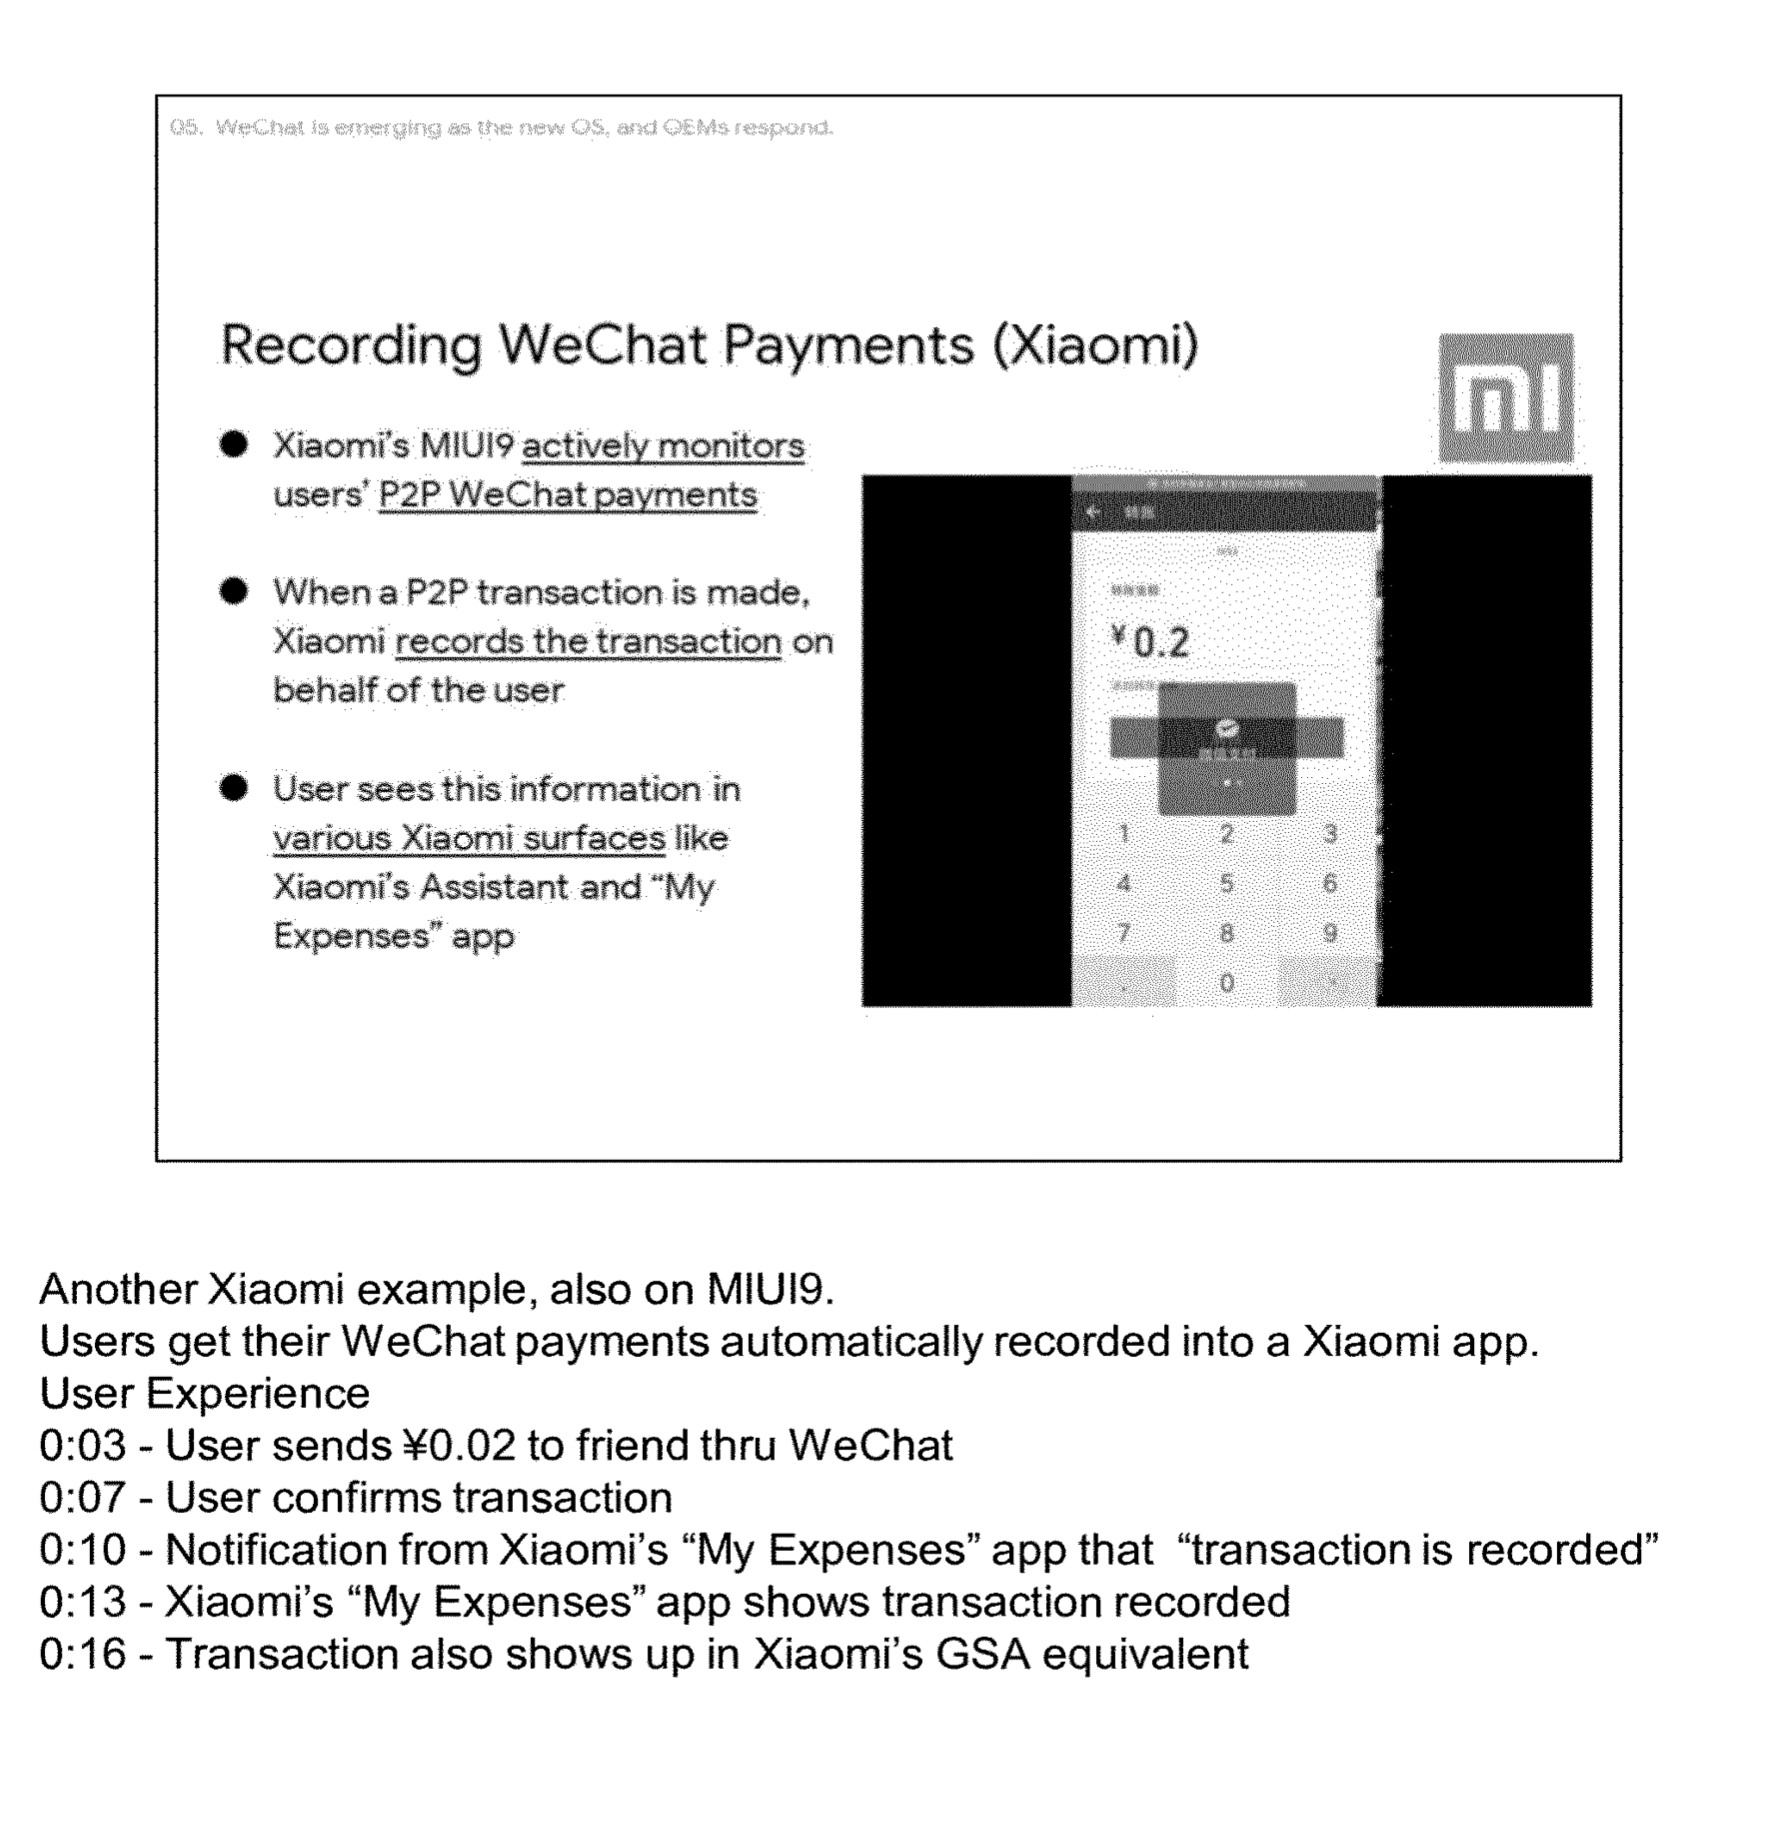 05. WeChat is emerging as the new OS, and OEMs respond.
Recording WeChat Payments (Xiaomi)
mi
● Xiaomi's MIUI9 actively monitors
users' P2P WeChat payments
● When a P2P transaction is made,
Xiaomi records the transaction on
behalf of the user
● User sees this information in
various Xiaomi surfaces like
Xiaomi's Assistant and “My
Expenses” app
¥0.2
1 2 3
4 5 6
7 8 9
. 0
Another Xiaomi example, also on MIUI9.
Users get their WeChat payments automatically recorded into a Xiaomi app.
User Experience
0:03 - User sends ¥0.02 to friend thru WeChat
0:07 - User confirms transaction
0:10 - Notification from Xiaomi's “My Expenses” app that “transaction is recorded”
0:13 - Xiaomi's “My Expenses” app shows transaction recorded
0:16 - Transaction also shows up in Xiaomi's GSA equivalent